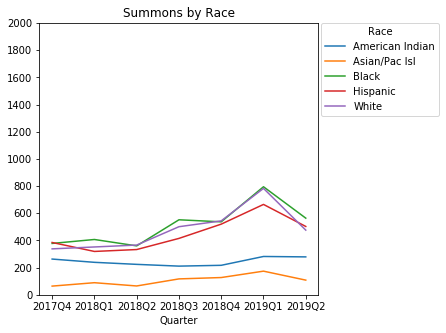 Summons by Race
2000
1800
1600
1400
1200
1000
800
600
400
200
0
2017Q4 2018Q1 2018Q2 2018Q3 2018Q4 2019Q1 2019Q2
Quarter
Race
American Indian
Asian/Pac Isl
Black
Hispanic
White